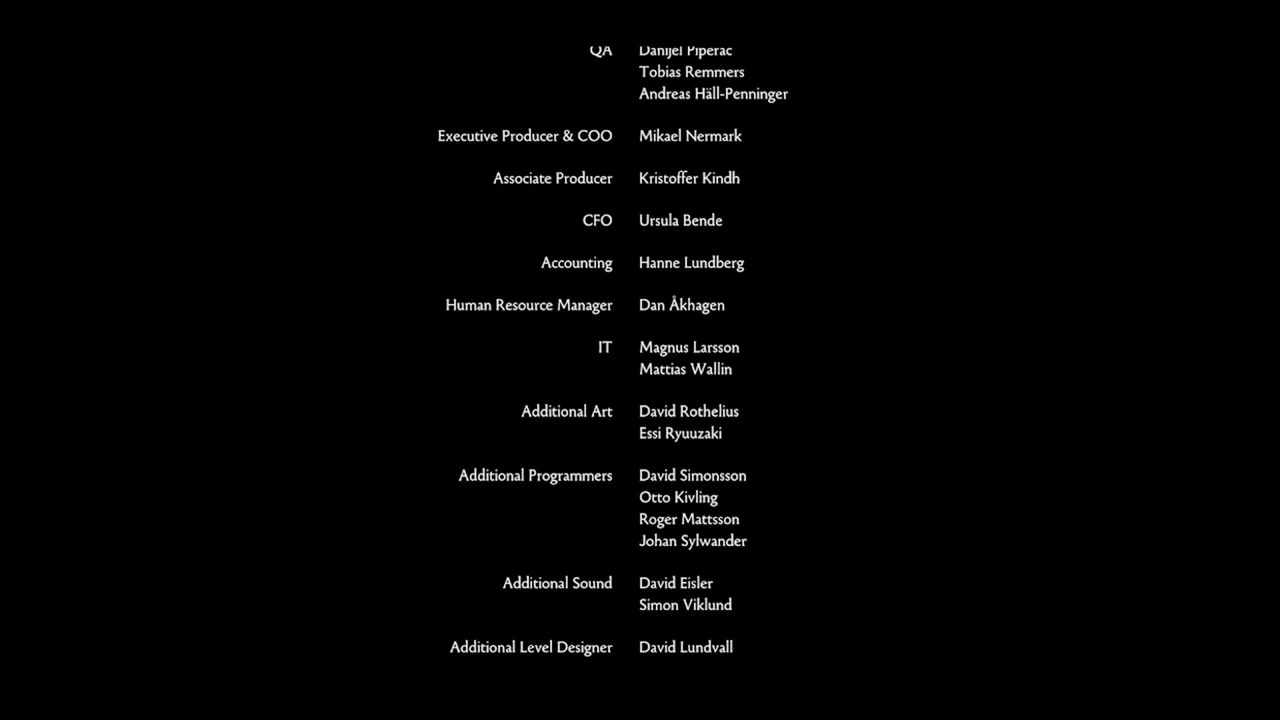 QA Danijel Piperac
Tobias Remmers
Andreas Häll-Penninger
Executive Producer & COO Mikael Nermark
Associate Producer Kristoffer Kindh
CFO Ursula Bende
Accounting Hanne Lundberg
Human Resource Manager Dan Åkhagen
IT Magnus Larsson
Mattias Wallin
Additional Art David Rothelius
Essi Ryuuzaki
Additional Programmers David Simonsson
Otto Kivling
Roger Mattsson
Johan Sylwander
Additional Sound David Eisler
Simon Viklund
Additional Level Designer David Lundvall